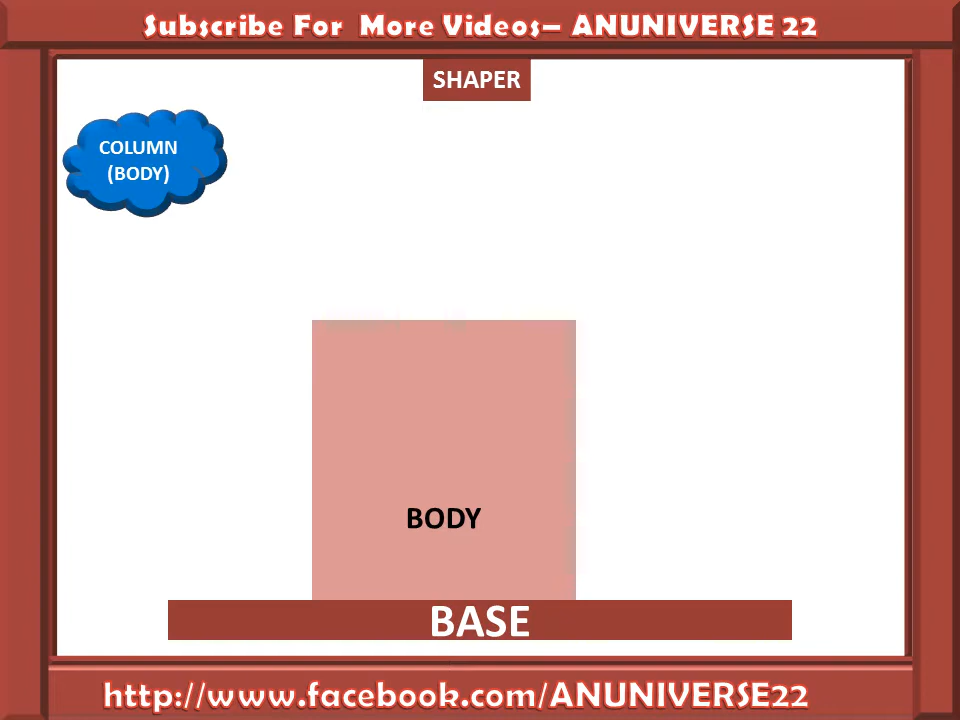 Subscribe For More Videos– ANUNIVERSE 22
SHAPER
COLUMN
(BODY)
BODY
BASE
http://www.facebook.com/ANUNIVERSE22